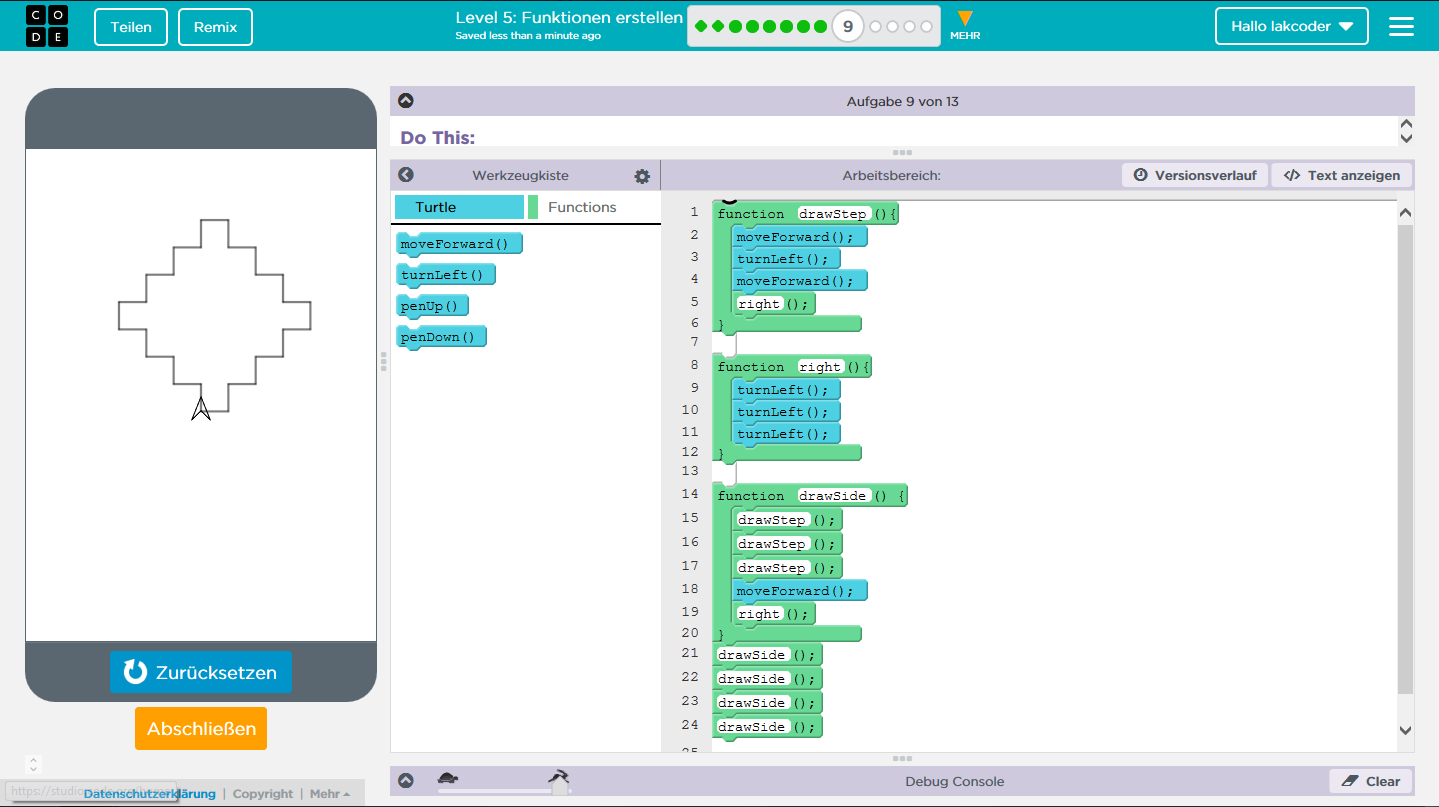 C O
D E
Teilen
Remix
Level 5: Funktionen erstellen
Saved less than a minute ago
9
MEHR
Hallo lakcoder
Aufgabe 9 von 13
Do This:
Werkzeugkiste
Arbeitsbereich:
Versionsverlauf
</> Text anzeigen
Turtle
Functions
moveForward()
turnLeft()
penUp()
penDown()
1 function drawStep (){
2 moveForward();
3 turnLeft();
4 moveForward();
5 right ();
6 }
7
8 function right (){
9 turnLeft();
10 turnLeft();
11 turnLeft();
12 }
13
14 function drawSide () {
15 drawStep ();
16 drawStep ();
17 drawStep ();
18 moveForward();
19 right ();
20 }
21 drawSide ();
22 drawSide ();
23 drawSide ();
24 drawSide ();
25
Zurücksetzen
Abschließen
Debug Console
Clear
https://studio
Datenschutzerklärung | Copyright | Mehr